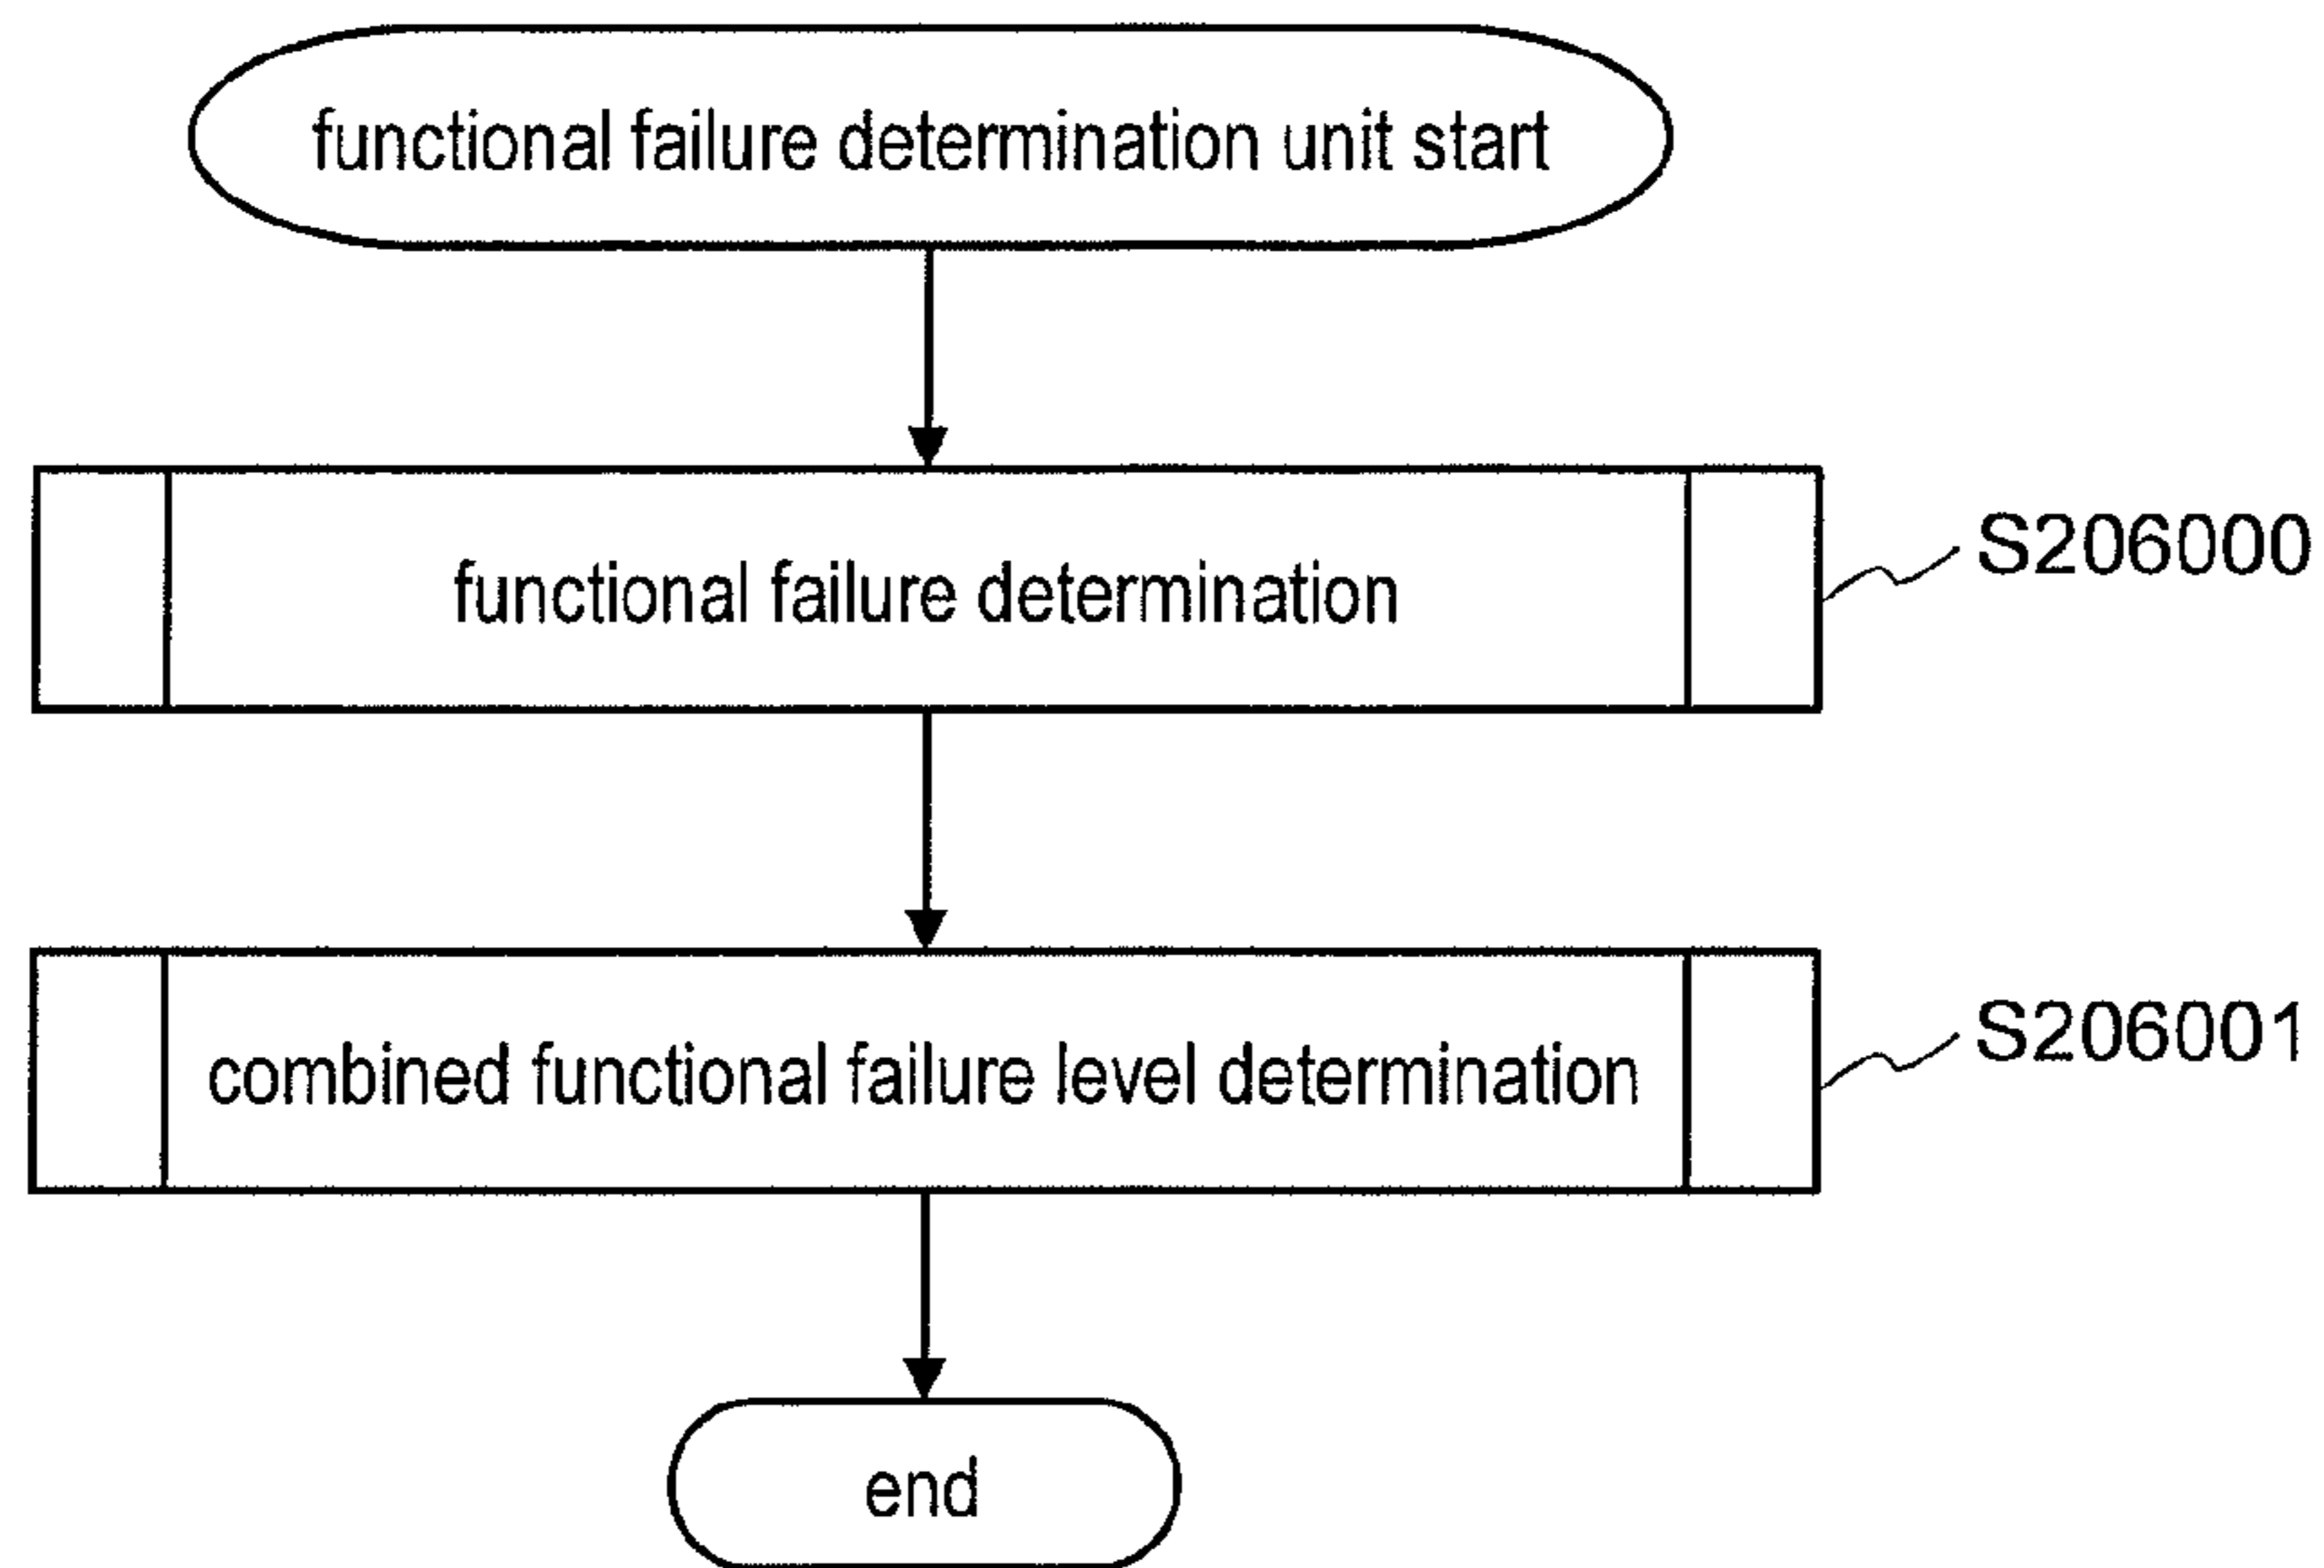 functional failure determination unit start
functional failure determination
S206000
combined functional failure level determination
S206001
end